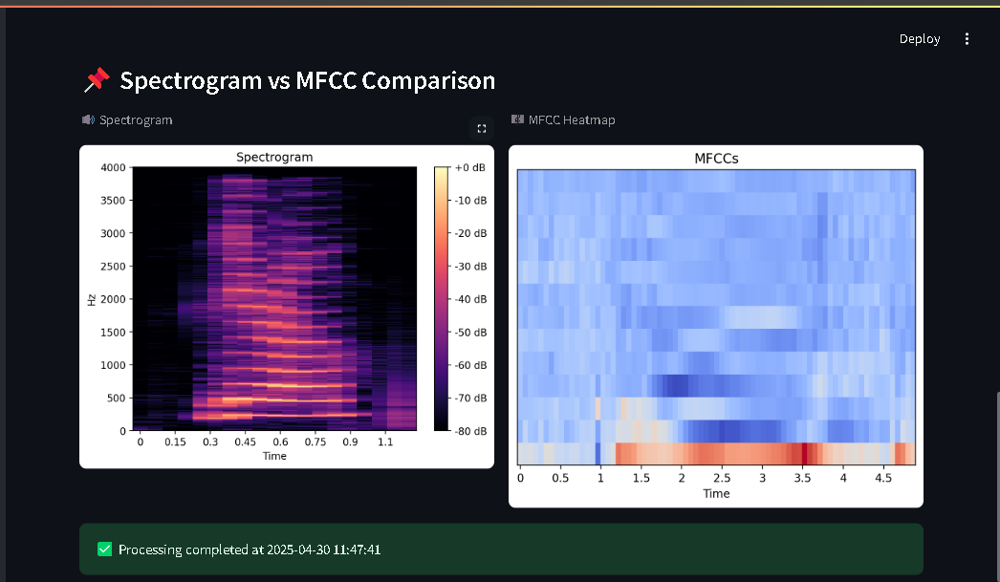 Deploy
📌 Spectrogram vs MFCC Comparison
🔊 Spectrogram
MFCC Heatmap
Spectrogram
4000
3500
3000
2500
2000
1500
1000
500
0
Hz
0 0.15 0.3 0.45 0.6 0.75 0.9 1.1
Time
+0 dB
-10 dB
-20 dB
-30 dB
-40 dB
-50 dB
-60 dB
-70 dB
-80 dB
MFCCs
0 0.5 1 1.5 2 2.5 3 3.5 4 4.5
Time
✅ Processing completed at 2025-04-30 11:47:41